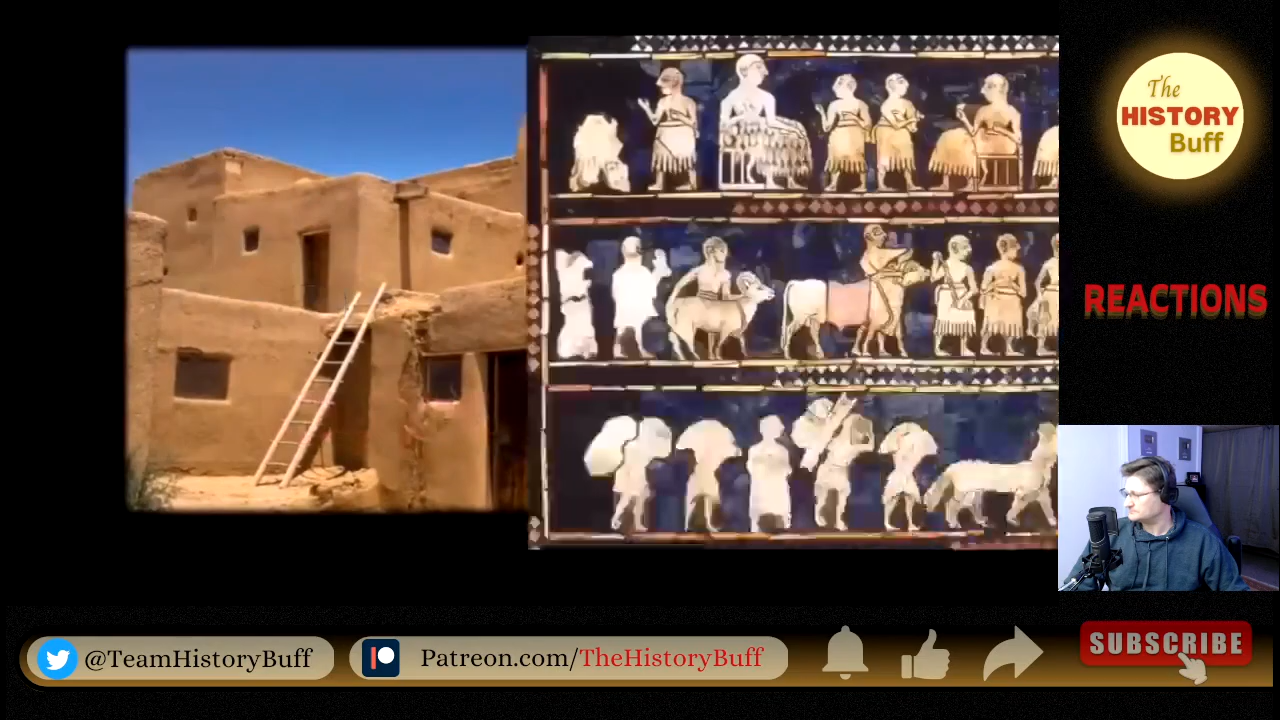 The
HISTORY
Buff
REACTIONS
@TeamHistoryBuff
Patreon.com/TheHistoryBuff
SUBSCRIBE